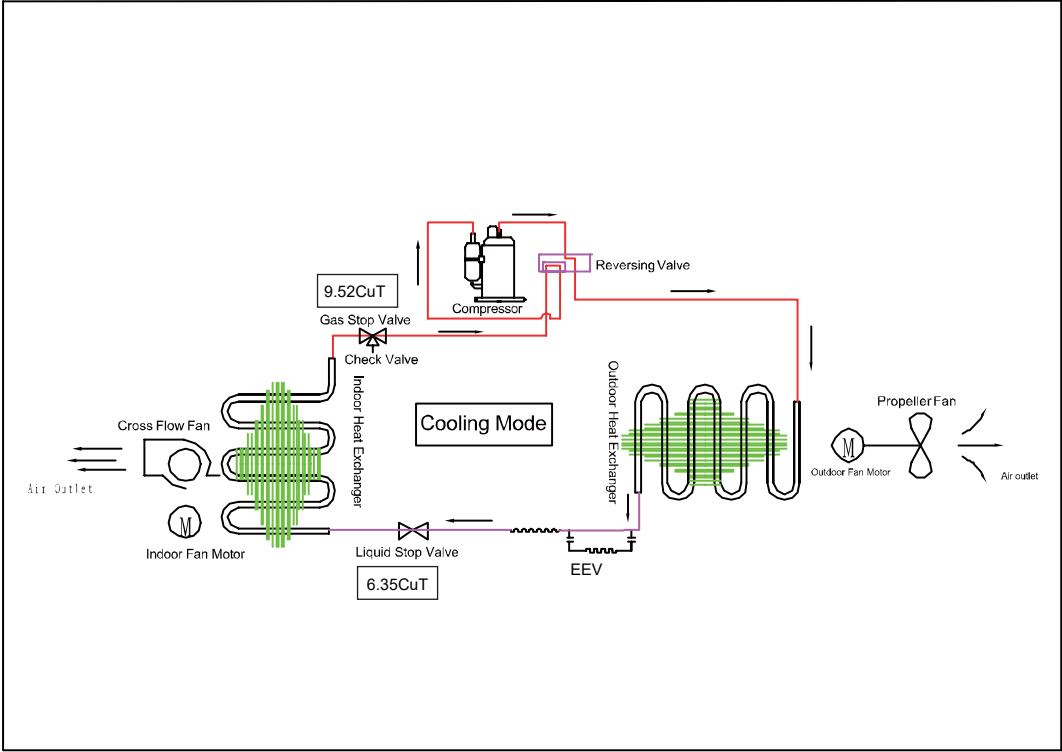 Reversing Valve
9.52CuT
Compressor
Gas Stop Valve
Check Valve
Indoor Heat Exchanger
Outdoor Heat Exchanger
Cooling Mode
Propeller Fan
Cross Flow Fan
M
Outdoor Fan Motor
Air outlet
Air Outlet
M
Indoor Fan Motor
Liquid Stop Valve
EEV
6.35CuT